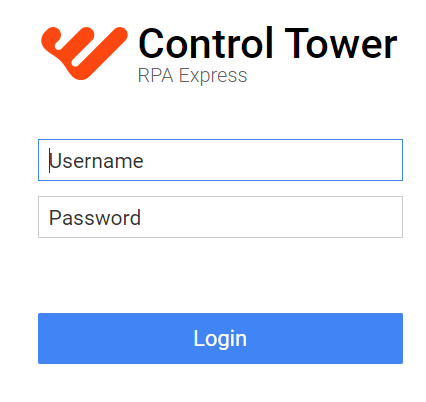 Control Tower
RPA Express
Username
Password
Login